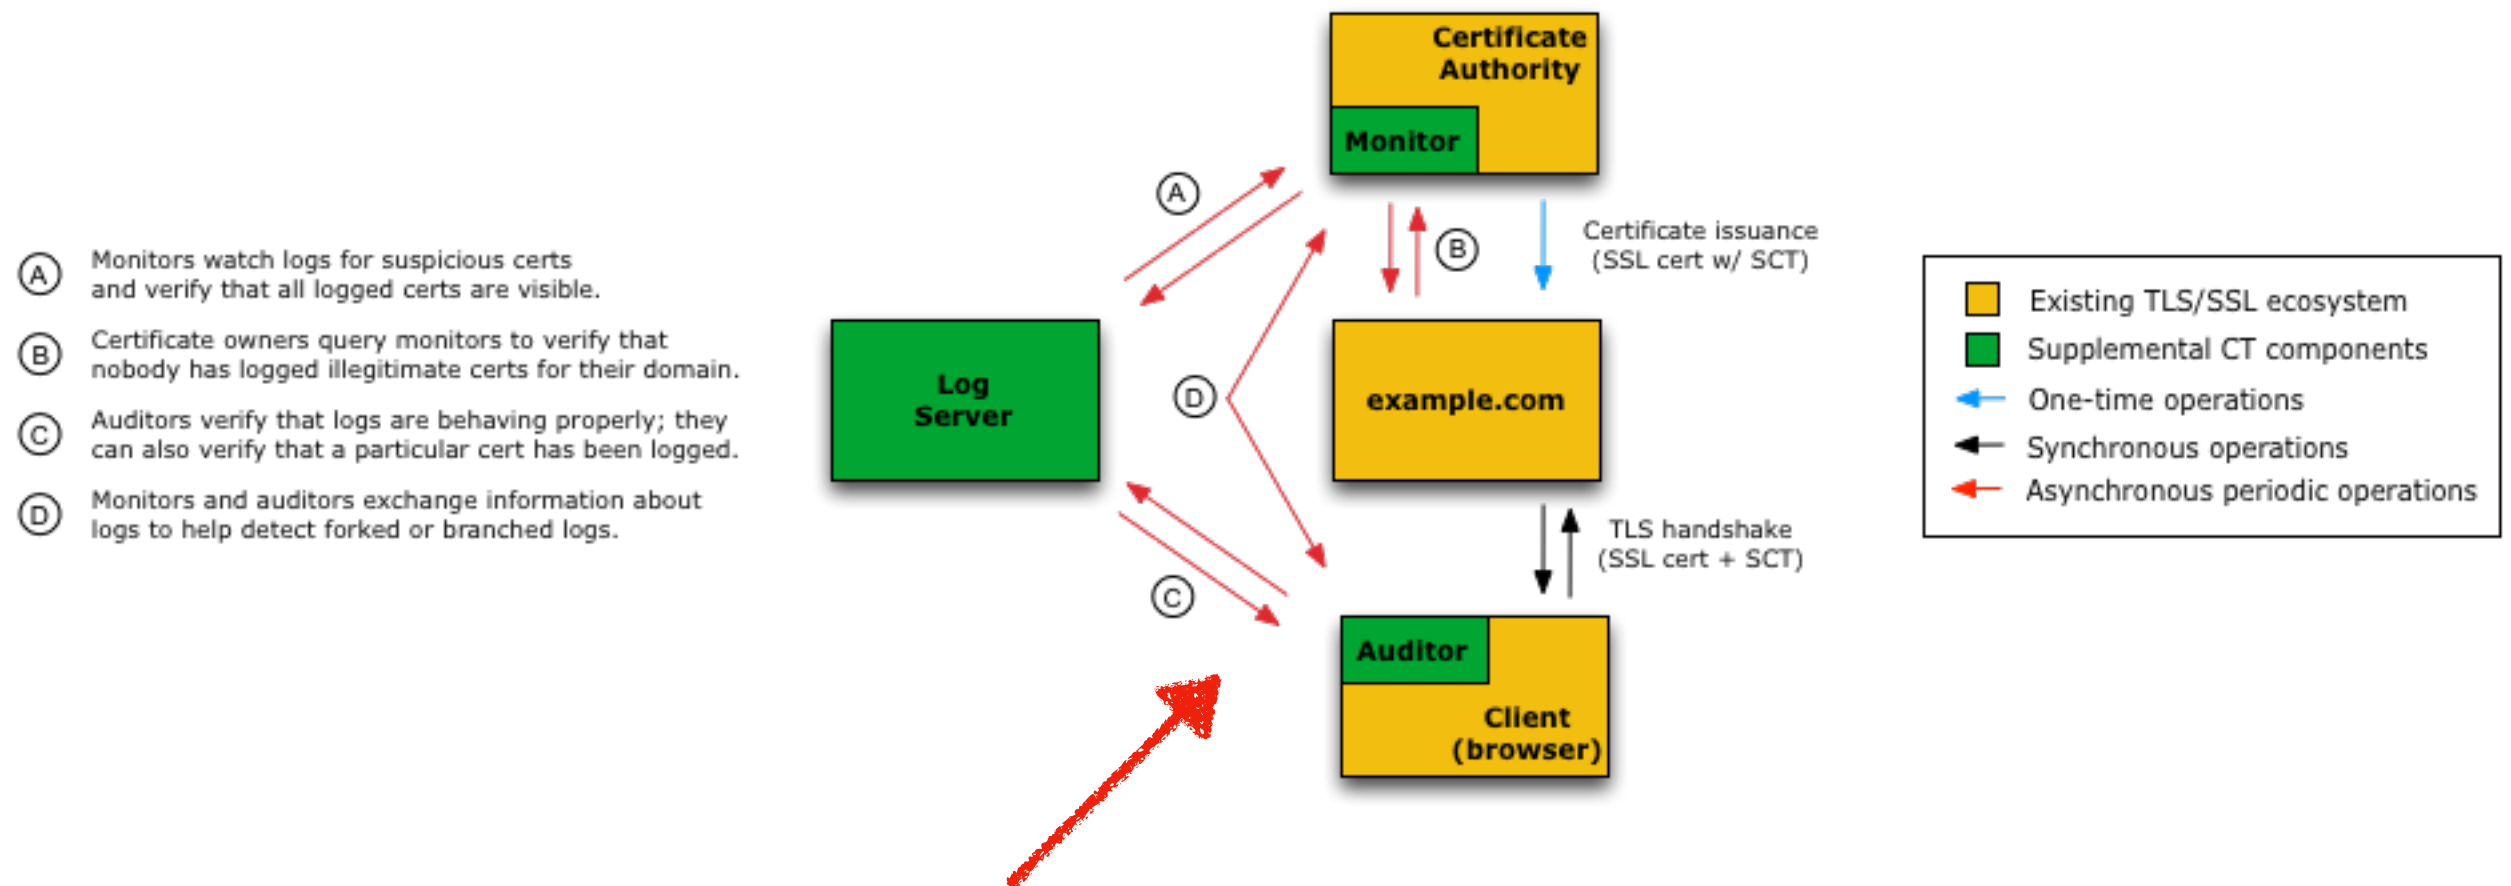 Certificate
Authority
Monitor
A
B
Certificate issuance
(SSL cert w/ SCT)
A
Monitors watch logs for suspicious certs
and verify that all logged certs are visible.
B
Certificate owners query monitors to verify that
nobody has logged illegitimate certs for their domain.
C
Auditors verify that logs are behaving properly; they
can also verify that a particular cert has been logged.
D
Monitors and auditors exchange information about
logs to help detect forked or branched logs.
Log
Server
D
example.com
Existing TLS/SSL ecosystem
Supplemental CT components
One-time operations
Synchronous operations
Asynchronous periodic operations
TLS handshake
(SSL cert + SCT)
C
Auditor
Client
(browser)